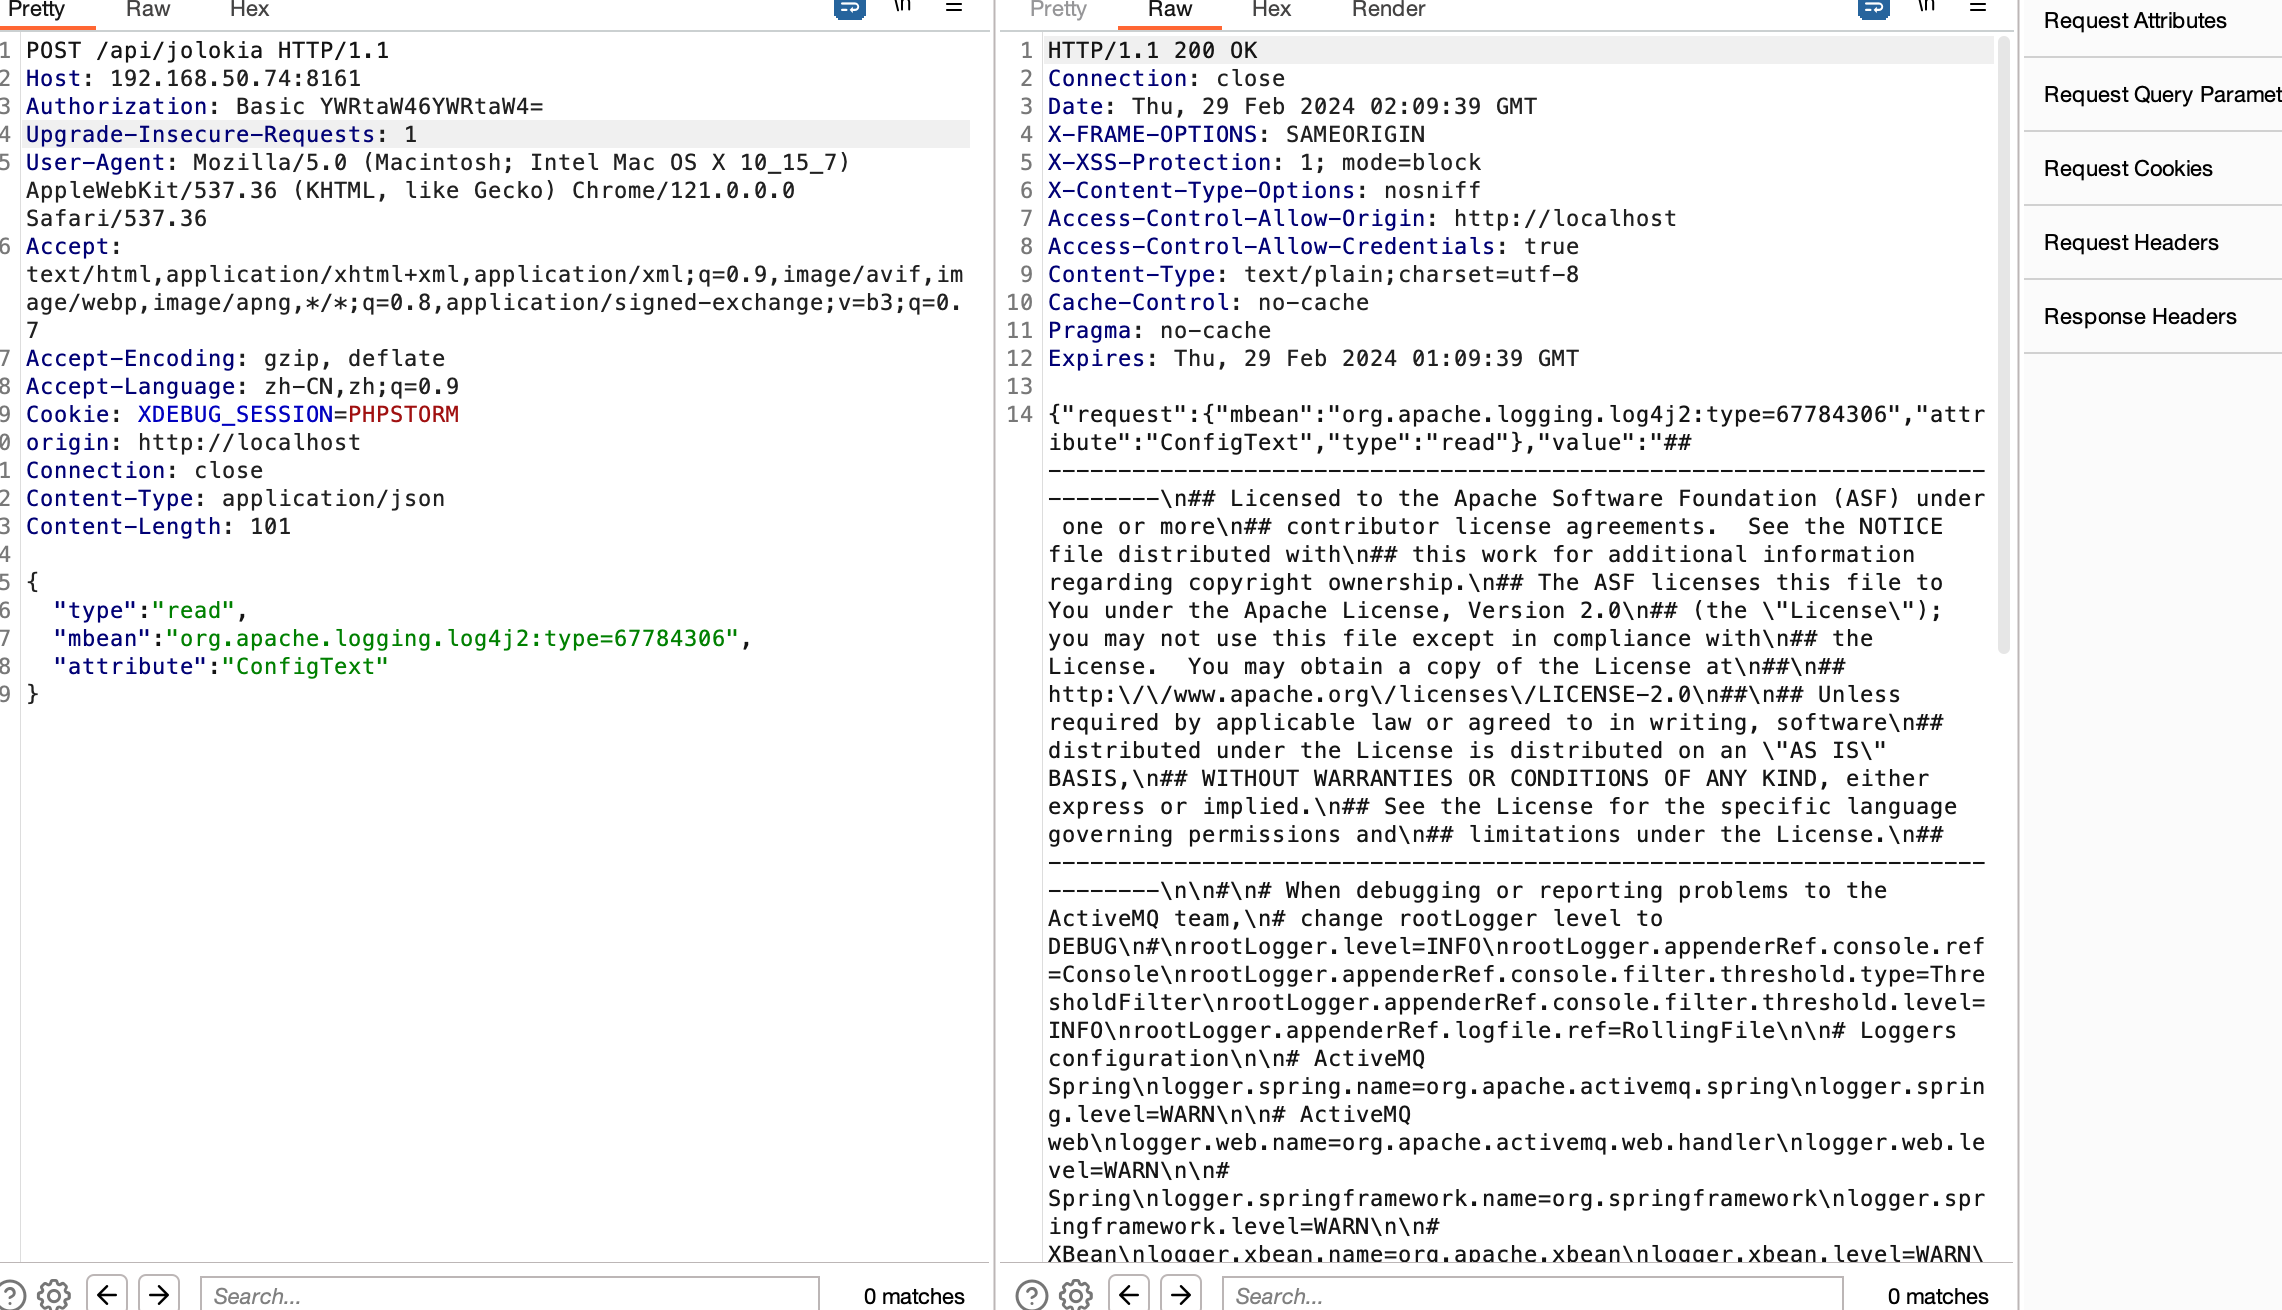 Pretty Raw Hex \n
1 POST /api/jolokia HTTP/1.1
2 Host: 192.168.50.74:8161
3 Authorization: Basic YWRtaW46YWRtaW4=
4 Upgrade-Insecure-Requests: 1
5 User-Agent: Mozilla/5.0 (Macintosh; Intel Mac OS X 10_15_7)
AppleWebKit/537.36 (KHTML, like Gecko) Chrome/121.0.0.0
Safari/537.36
6 Accept:
text/html,application/xhtml+xml,application/xml;q=0.9,image/avif,im
age/webp,image/apng,*/*;q=0.8,application/signed-exchange;v=b3;q=0.
7
7 Accept-Encoding: gzip, deflate
8 Accept-Language: zh-CN,zh;q=0.9
9 Cookie: XDEBUG_SESSION=PHPSTORM
0 origin: http://localhost
1 Connection: close
2 Content-Type: application/json
3 Content-Length: 101
4
5 {
6 "type":"read",
7 "mbean":"org.apache.logging.log4j2:type=67784306",
8 "attribute":"ConfigText"
9 }
Search...
0 matches
Pretty Raw Hex Render \n
1 HTTP/1.1 200 OK
2 Connection: close
3 Date: Thu, 29 Feb 2024 02:09:39 GMT
4 X-FRAME-OPTIONS: SAMEORIGIN
5 X-XSS-Protection: 1; mode=block
6 X-Content-Type-Options: nosniff
7 Access-Control-Allow-Origin: http://localhost
8 Access-Control-Allow-Credentials: true
9 Content-Type: text/plain;charset=utf-8
10 Cache-Control: no-cache
11 Pragma: no-cache
12 Expires: Thu, 29 Feb 2024 01:09:39 GMT
13
14 {"request":{"mbean":"org.apache.logging.log4j2:type=67784306","attr
ibute":"ConfigText","type":"read"},"value":"##
-------------------------------------------------------------------
--------\n## Licensed to the Apache Software Foundation (ASF) under
one or more\n## contributor license agreements.  See the NOTICE
file distributed with\n## this work for additional information
regarding copyright ownership.\n## The ASF licenses this file to
You under the Apache License, Version 2.0\n## (the \"License\");
you may not use this file except in compliance with\n## the
License.  You may obtain a copy of the License at\n##\n##
http:\/\/www.apache.org\/licenses\/LICENSE-2.0\n##\n## Unless
required by applicable law or agreed to in writing, software\n##
distributed under the License is distributed on an \"AS IS\"
BASIS,\n## WITHOUT WARRANTIES OR CONDITIONS OF ANY KIND, either
express or implied.\n## See the License for the specific language
governing permissions and\n## limitations under the License.\n##
-------------------------------------------------------------------
--------\n\n#\n# When debugging or reporting problems to the
ActiveMQ team,\n# change rootLogger level to
DEBUG\n#\nrootLogger.level=INFO\nrootLogger.appenderRef.console.ref
=Console\nrootLogger.appenderRef.console.filter.threshold.type=Thre
sholdFilter\nrootLogger.appenderRef.console.filter.threshold.level=
INFO\nrootLogger.appenderRef.logfile.ref=RollingFile\n\n# Loggers
configuration\n\n# ActiveMQ
Spring\nlogger.spring.name=org.apache.activemq.spring\nlogger.sprin
g.level=WARN\n\n# ActiveMQ
web\nlogger.web.name=org.apache.activemq.web.handler\nlogger.web.le
vel=WARN\n\n#
Spring\nlogger.springframework.name=org.springframework\nlogger.spr
ingframework.level=WARN\n\n#
XBean\nlogger.xbean.name=org.apache.xbean\nlogger.xbean.level=WARN\
Search...
0 matches
Request Attributes
Request Query Paramet
Request Cookies
Request Headers
Response Headers